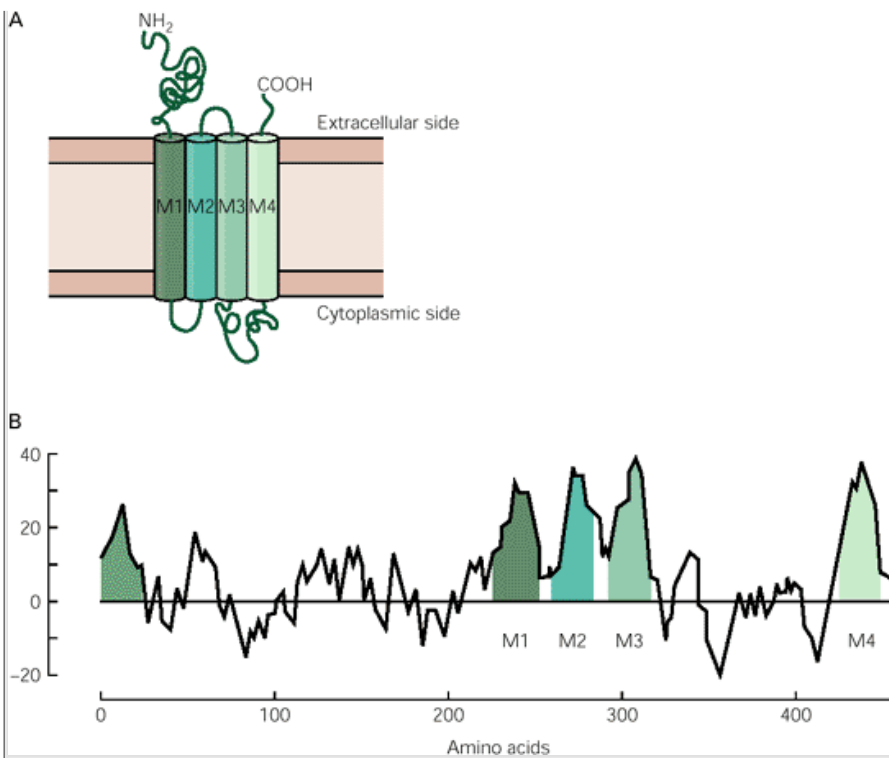 A
NH2
COOH
Extracellular side
M1 M2 M3 M4
Cytoplasmic side
B
40
20
0
–20
M1 M2 M3 M4
0 100 200 300 400
Amino acids